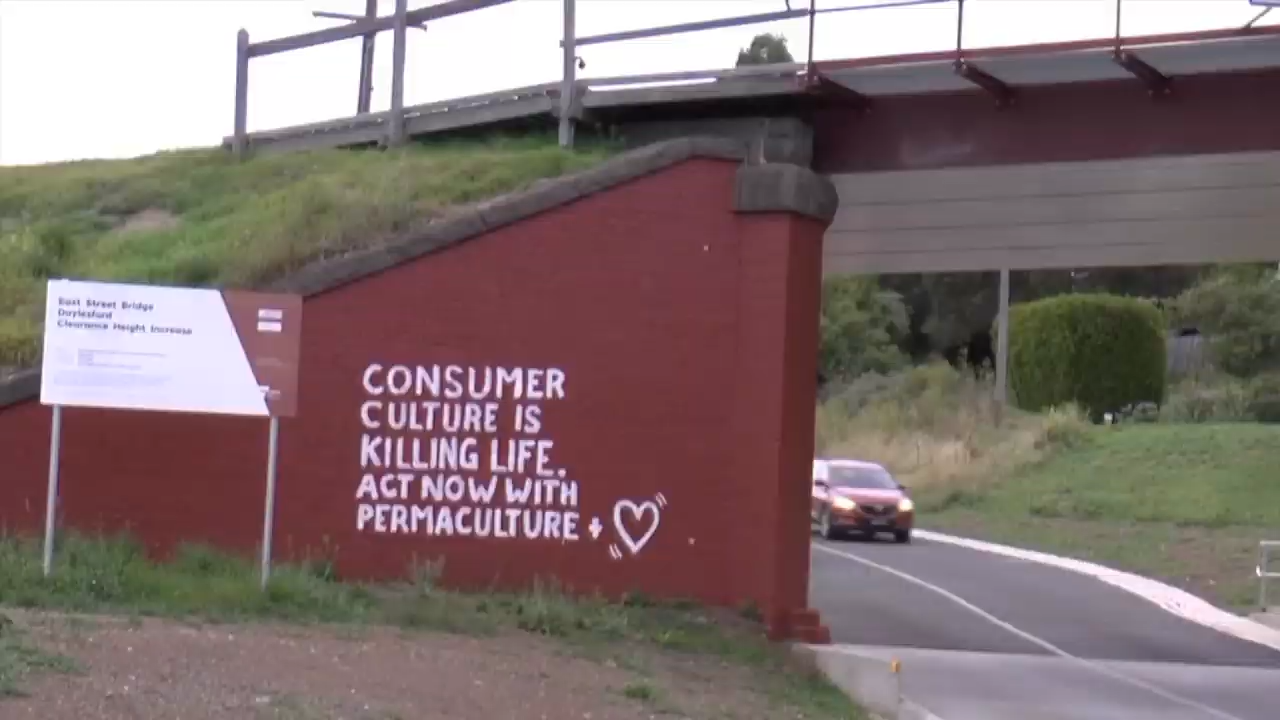 East Street Bridge
Daylesford
Clearance Height Increase
CONSUMER
CULTURE IS
KILLING LIFE.
ACT NOW WITH
PERMACULTURE +